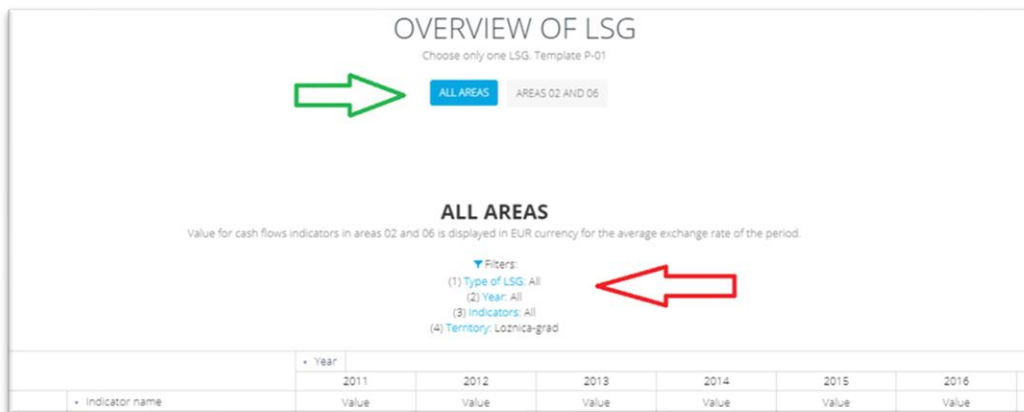 OVERVIEW OF LSG
Choose only one LSG. Template P-01
ALL AREAS AREAS 02 AND 06
ALL AREAS
Value for cash flows indicators in areas 02 and 06 is displayed in EUR currency for the average exchange rate of the period.
Filters:
(1) Type of LSG: All
(2) Year: All
(3) Indicators: All
(4) Territory: Loznica-grad
Year
2011 2012 2013 2014 2015 2016
Indicator name Value Value Value Value Value Value